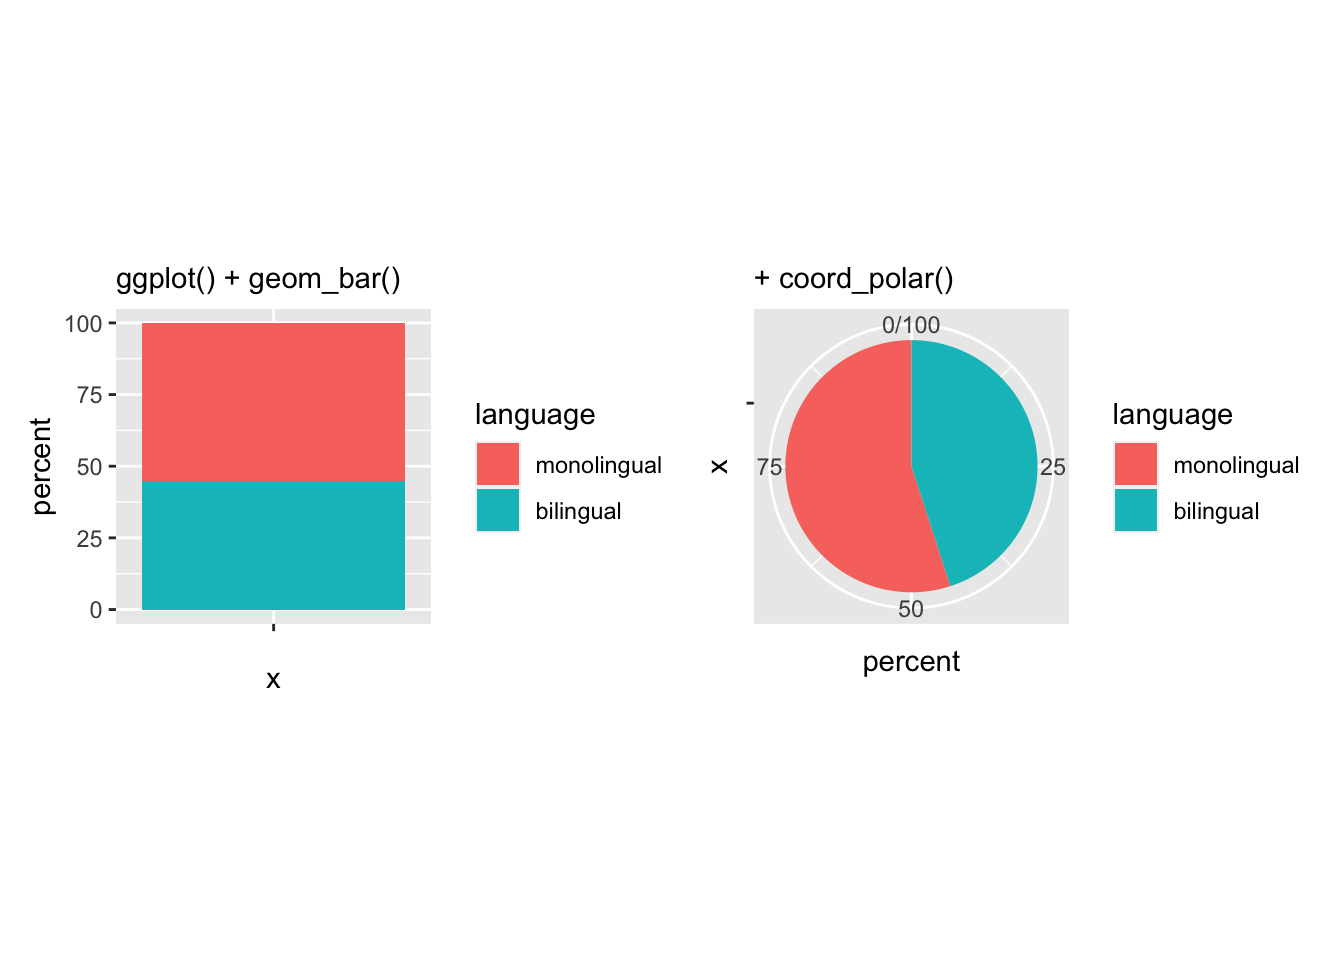 ggplot() + geom_bar()
100
75
50
25
0
percent
x
language
monolingual
bilingual
+ coord_polar()
0/100
75
25
50
x
percent
language
monolingual
bilingual